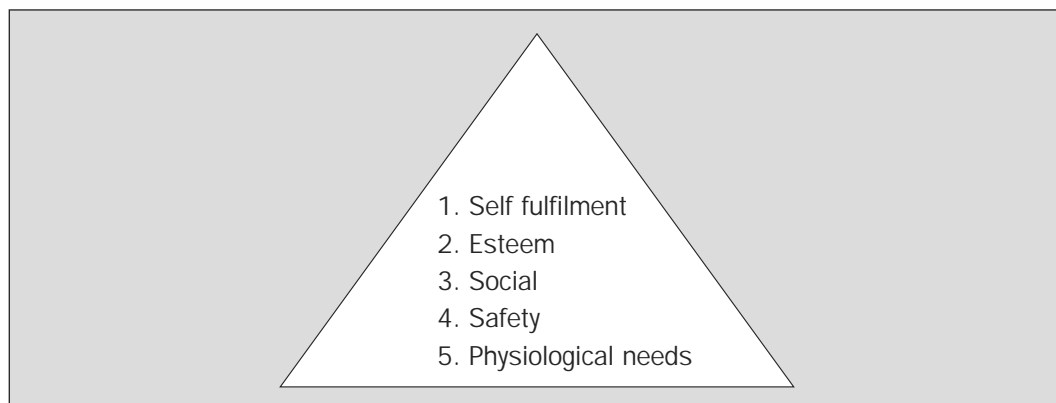 1. Self fulfilment
2. Esteem
3. Social
4. Safety
5. Physiological needs